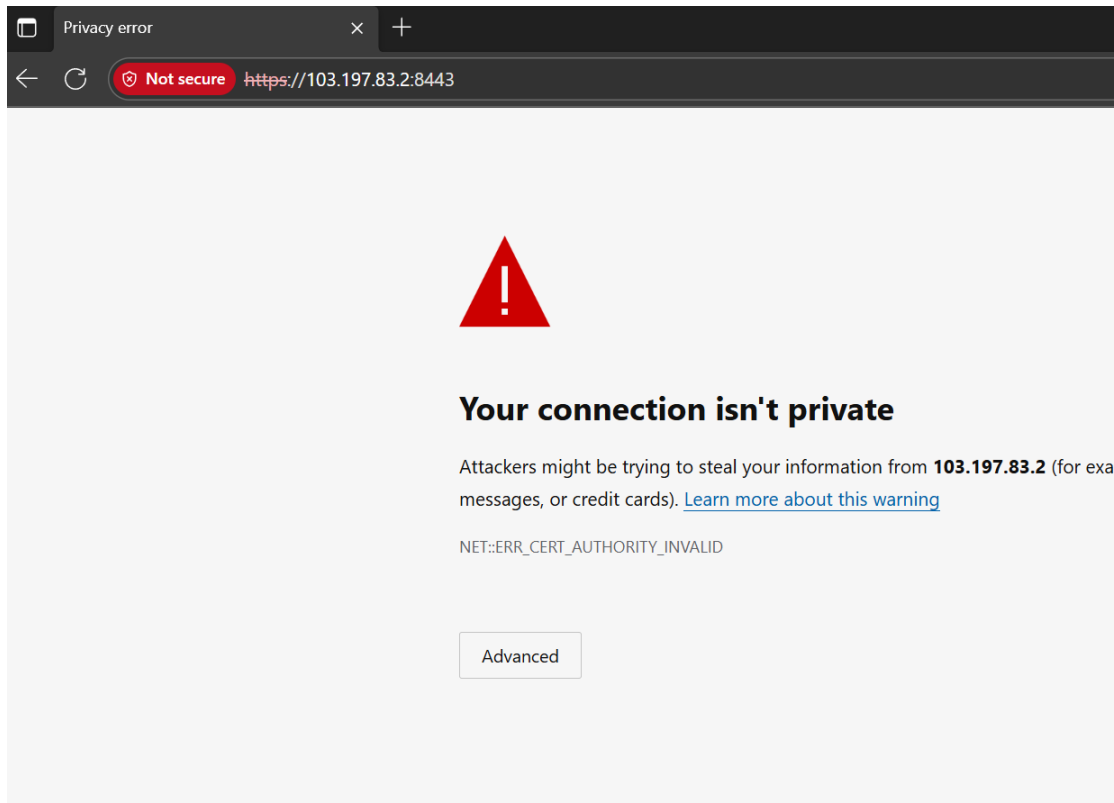 Privacy error
Not secure https://103.197.83.2:8443
Your connection isn't private
Attackers might be trying to steal your information from 103.197.83.2 (for exa
messages, or credit cards). Learn more about this warning
NET::ERR_CERT_AUTHORITY_INVALID
Advanced